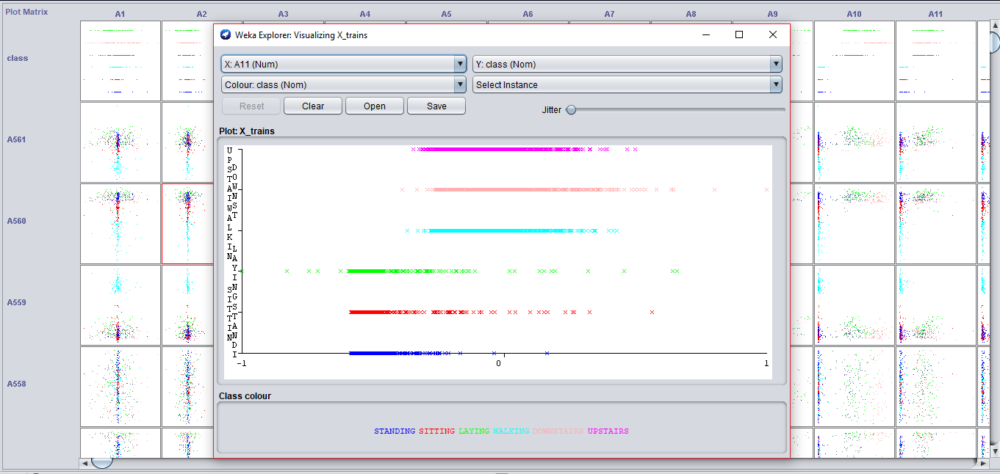 Plot Matrix A1 A2 A3 A4 A5 A6 A7 A8 A9 A10 A11
Weka Explorer: Visualizing X_trains
class
X: A11 (Num) Y: class (Nom)
Colour: class (Nom) Select Instance
Reset Clear Open Save Jitter
Plot: X_trains
A561
A560
A559
A558
-1 0 1
Class colour
STANDING SITTING LAYING WALKING DOWNSTAIRS UPSTAIRS